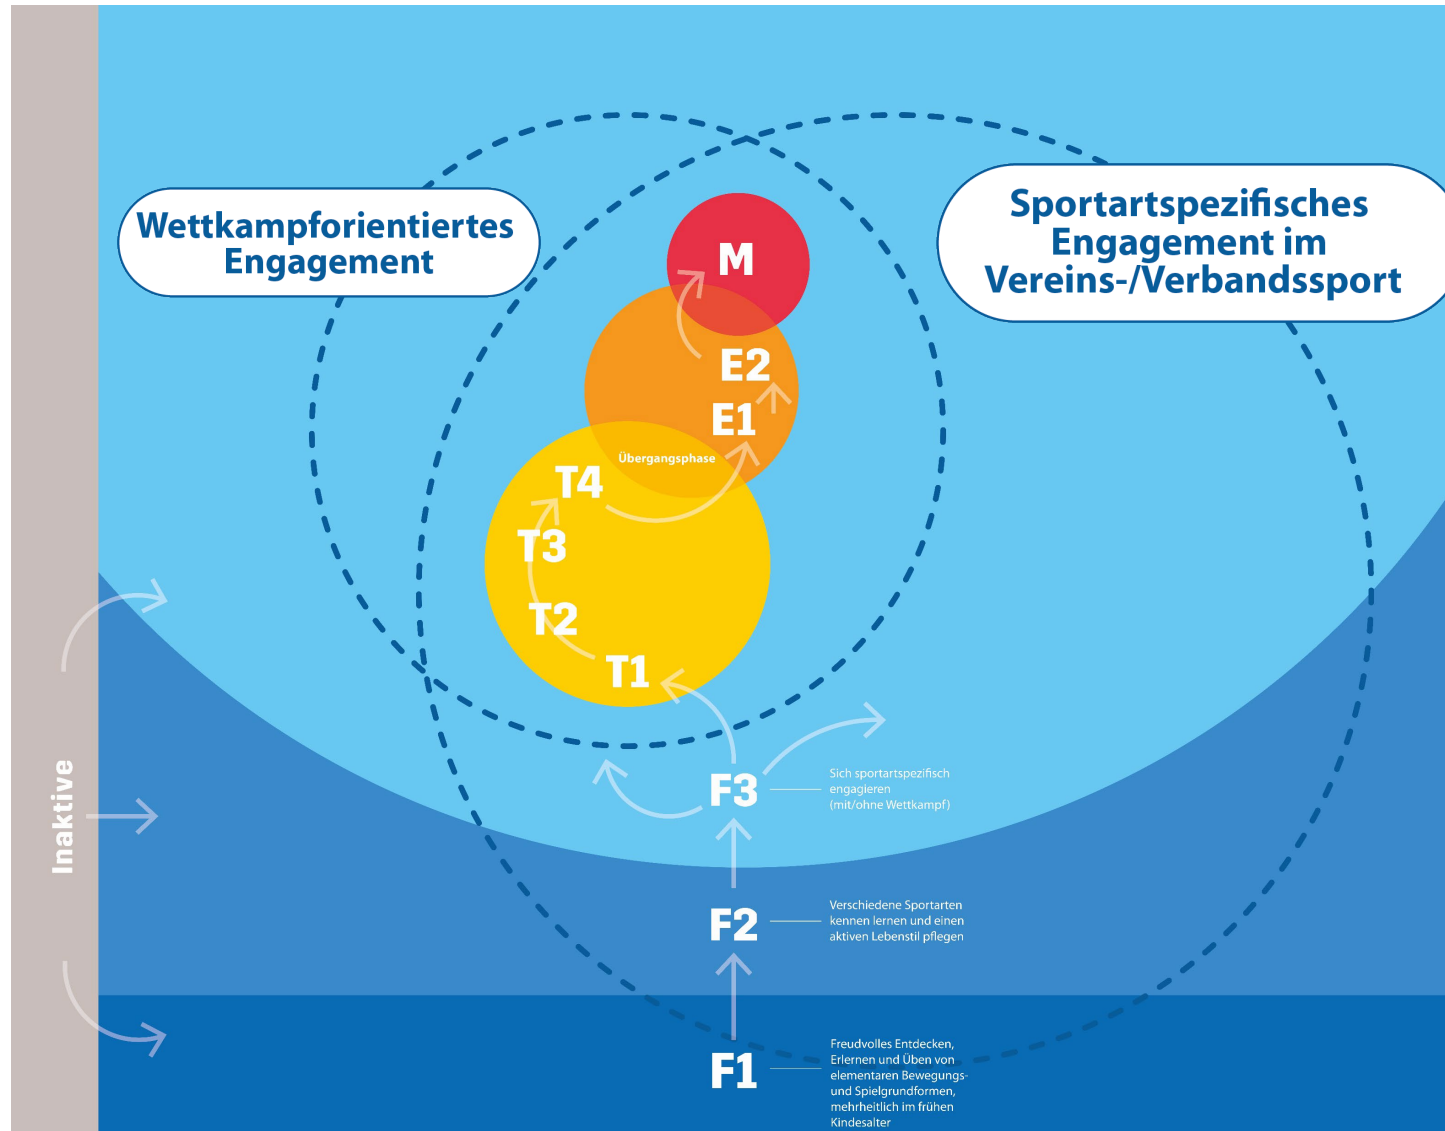 Wettkampforientiertes
Engagement
Sportartspezifisches
Engagement im
Vereins-/Verbandssport
M
E2
E1
Übergangsphase
T4
T3
T2
T1
Inaktive
F3
Sich sportartspezifisch
engagieren
(mit/ohne Wettkampf)
F2
Verschiedene Sportarten
kennen lernen und einen
aktiven Lebenstil pflegen
F1
Freudvolles Entdecken,
Erlernen und Üben von
elementaren Bewegungs-
und Spielgrundformen,
mehrheitlich im frühen
Kindesalter